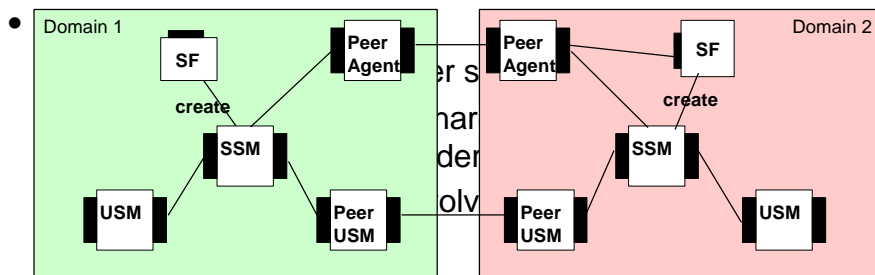 Domain 1
Domain 2
SF
Peer
Agent
Peer
Agent
SF
create
create
SSM
SSM
USM
Peer
USM
Peer
USM
USM